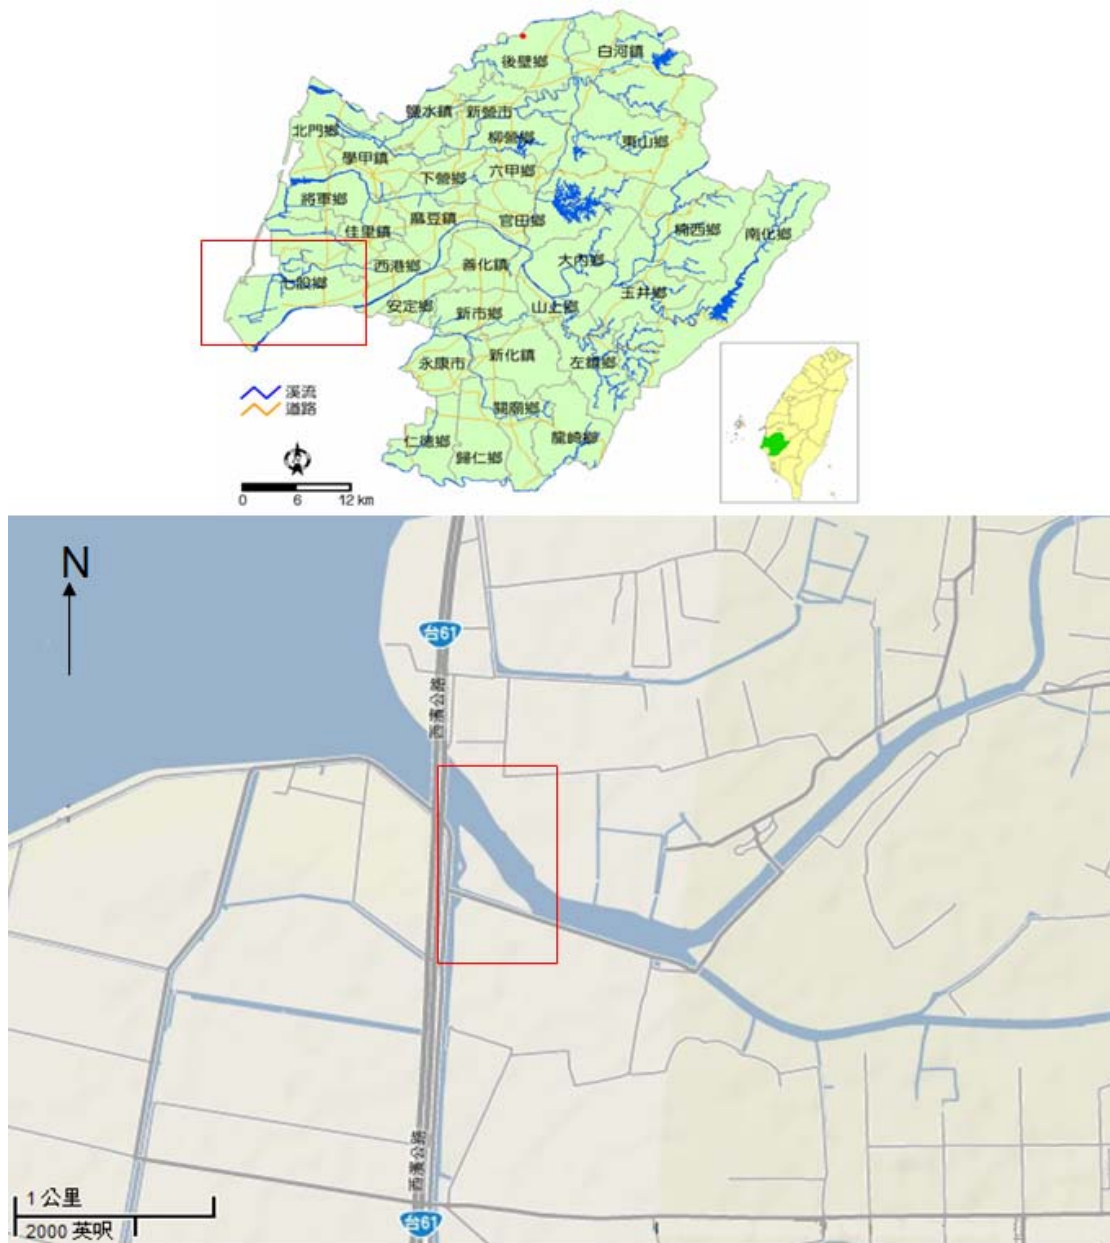 後壁鄉
白河鎮
鹽水鎮
新營市
北門鄉
柳營鄉
東山鄉
學甲鎮
下營鄉
六甲鄉
將軍鄉
麻豆鎮
官田鄉
佳里鎮
楠西鄉
南化鄉
西港鄉
善化鎮
大內鄉
七股鄉
玉井鄉
安定鄉
新市鄉
山上鄉
永康市
新化鎮
左鎮鄉
溪流
道路
關廟鄉
仁德鄉
龍崎鄉
歸仁鄉
0 6 12 km
N
台61
西濱公路
西濱公路
1 公里
2000 英呎
台61